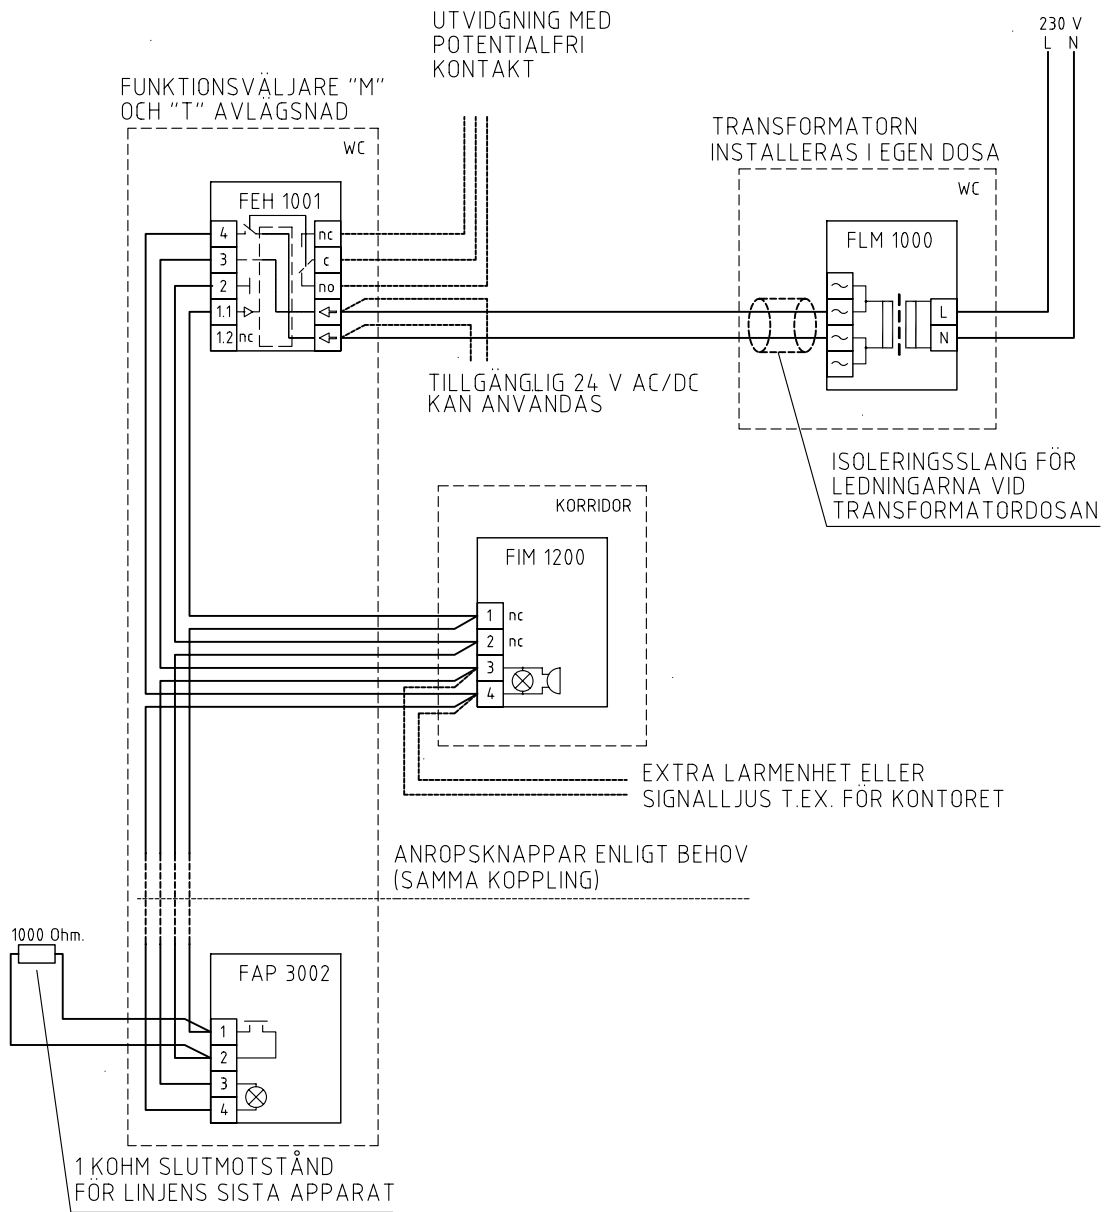 UTVIDGNING MED
POTENTIALFRI
KONTAKT
230 V
L N
FUNKTIONSVÄLJARE "M"
OCH "T" AVLÄGSNAD
WC
TRANSFORMATORN
INSTALLERAS I EGEN DOSA
WC
FEH 1001
4
3
2
1.1
1.2 nc
nc
c
no
FLM 1000
L
N
TILLGÄNGLIG 24 V AC/DC
KAN ANVÄNDAS
ISOLERINGSSLANG FÖR
LEDNINGARNA VID
TRANSFORMATORDOSAN
KORRIDOR
FIM 1200
1 nc
2 nc
3
4
EXTRA LARMENHET ELLER
SIGNALLJUS T.EX. FÖR KONTORET
ANROPSKNAPPAR ENLIGT BEHOV
(SAMMA KOPPLING)
1000 Ohm.
FAP 3002
1
2
3
4
1 KOHM SLUTMOTSTÅND
FÖR LINJENS SISTA APPARAT